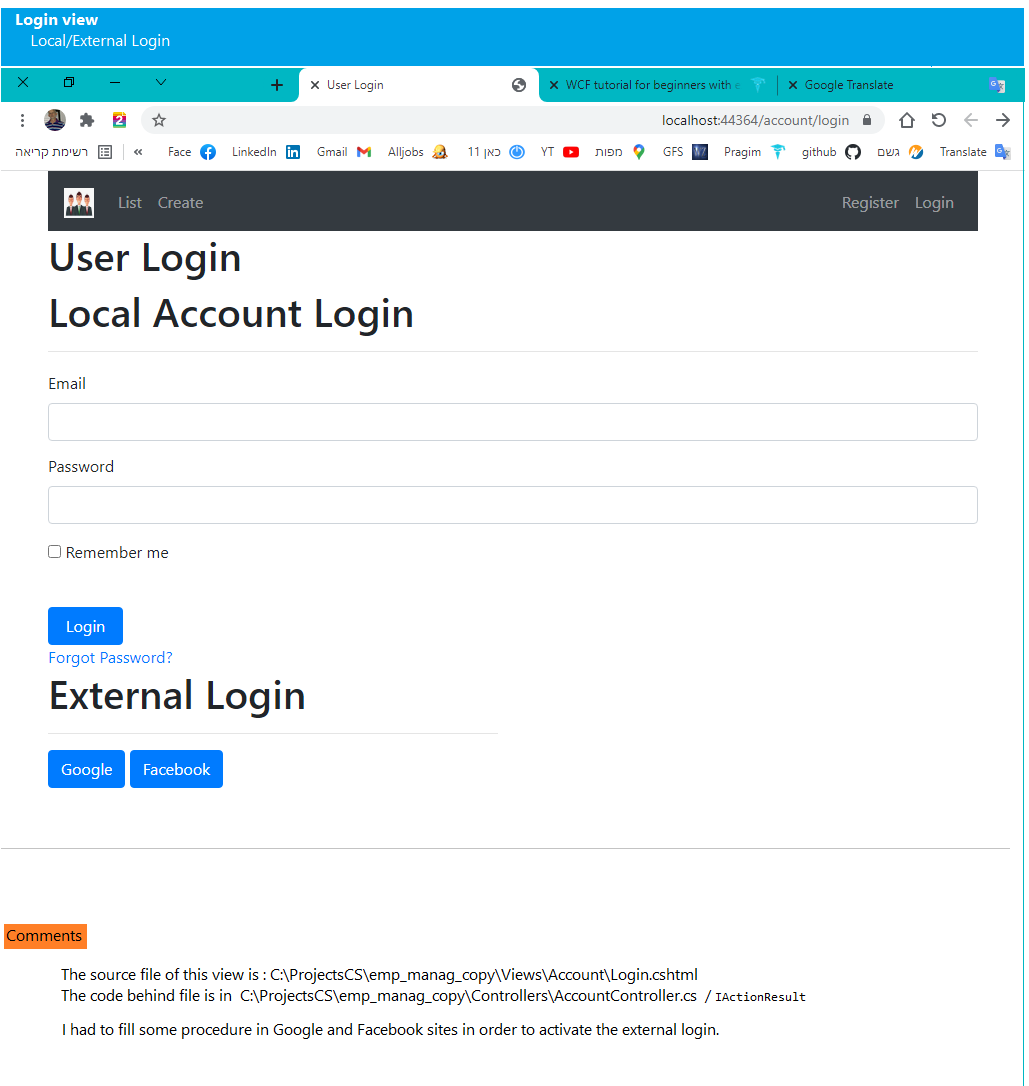 Login view
Local/External Login
User Login
WCF tutorial for beginners with e
Google Translate
localhost:44364/account/login
רשימת קריאה « Face LinkedIn Gmail Alljobs כאן 11 YT מפות GFS Pragim github גשם Translate
List Create Register Login
User Login
Local Account Login
Email
Password
Remember me
Login
Forgot Password?
External Login
Google Facebook
Comments
The source file of this view is : C:\ProjectsCS\emp_manag_copy\Views\Account\Login.cshtml
The code behind file is in C:\ProjectsCS\emp_manag_copy\Controllers\AccountController.cs / IActionResult
I had to fill some procedure in Google and Facebook sites in order to activate the external login.